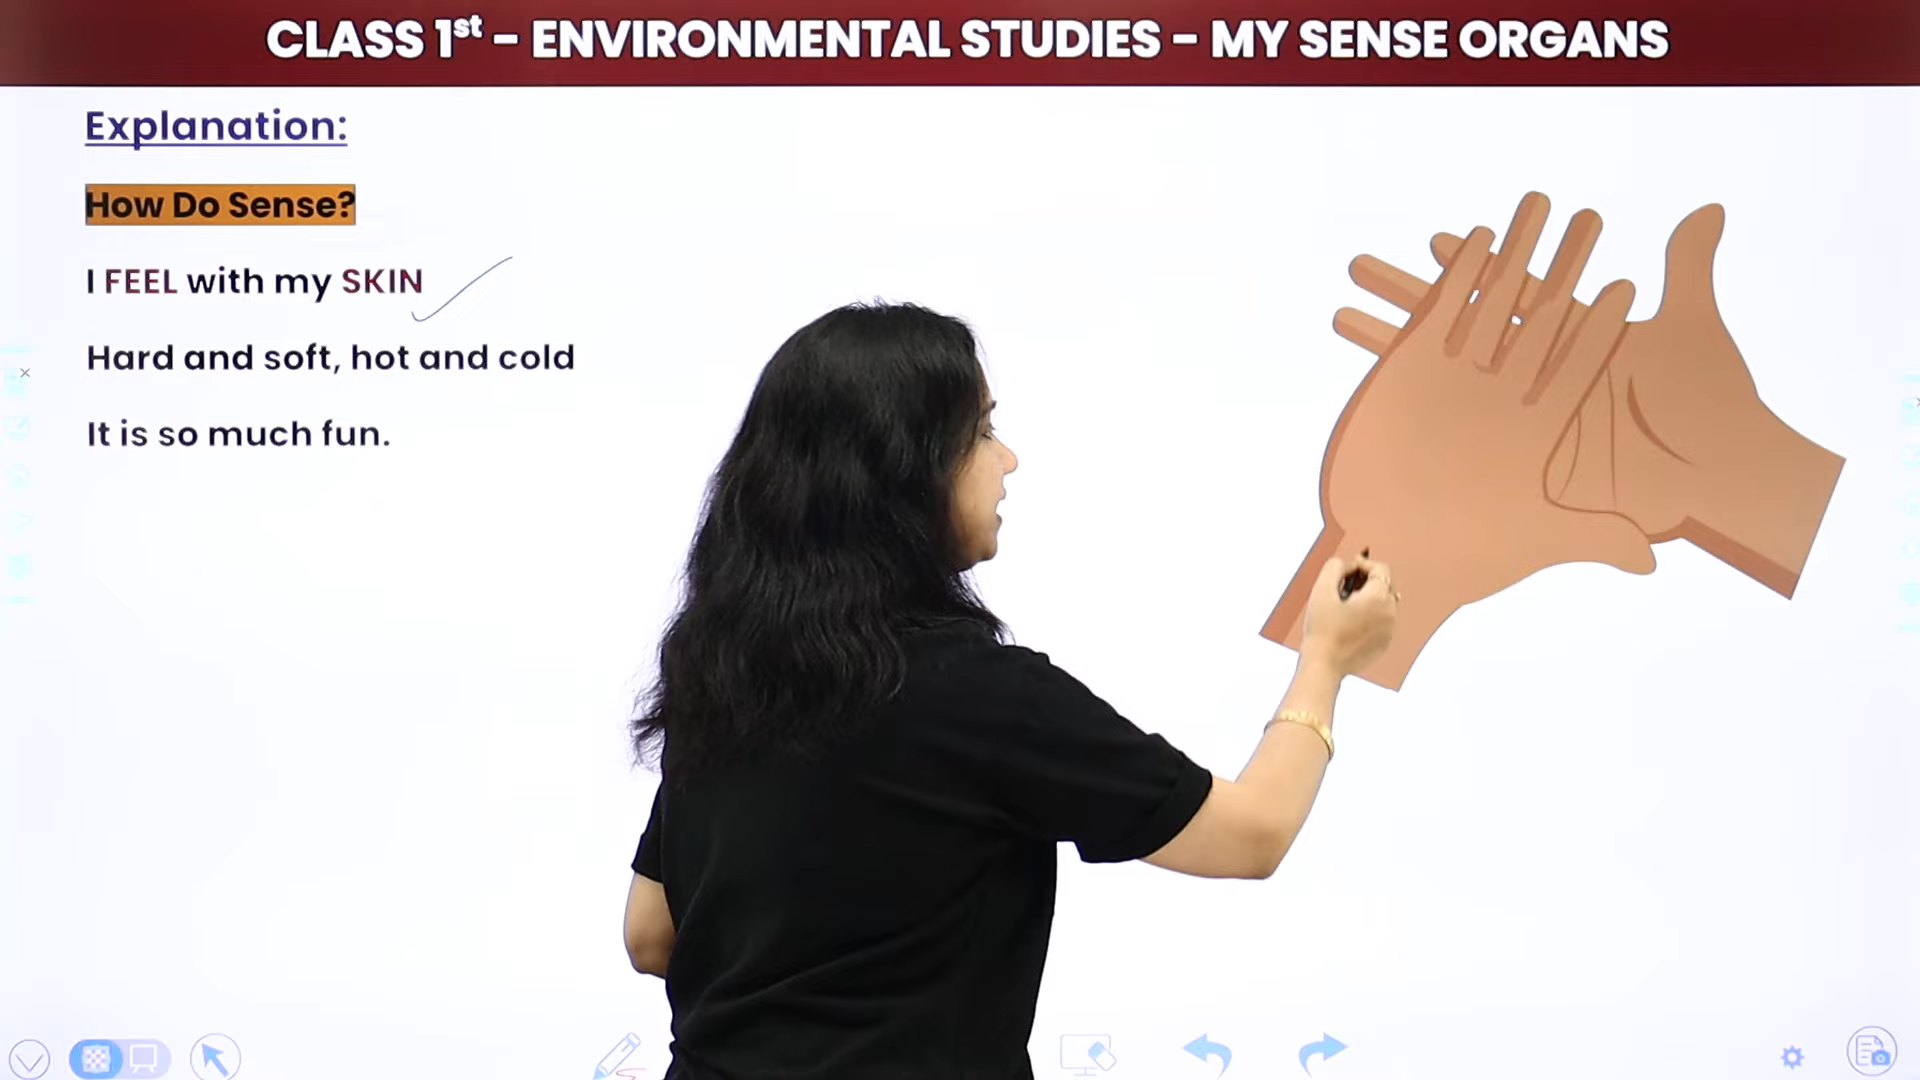 CLASS 1st - ENVIRONMENTAL STUDIES - MY SENSE ORGANS
Explanation:
How Do Sense?
I FEEL with my SKIN
Hard and soft, hot and cold
It is so much fun.